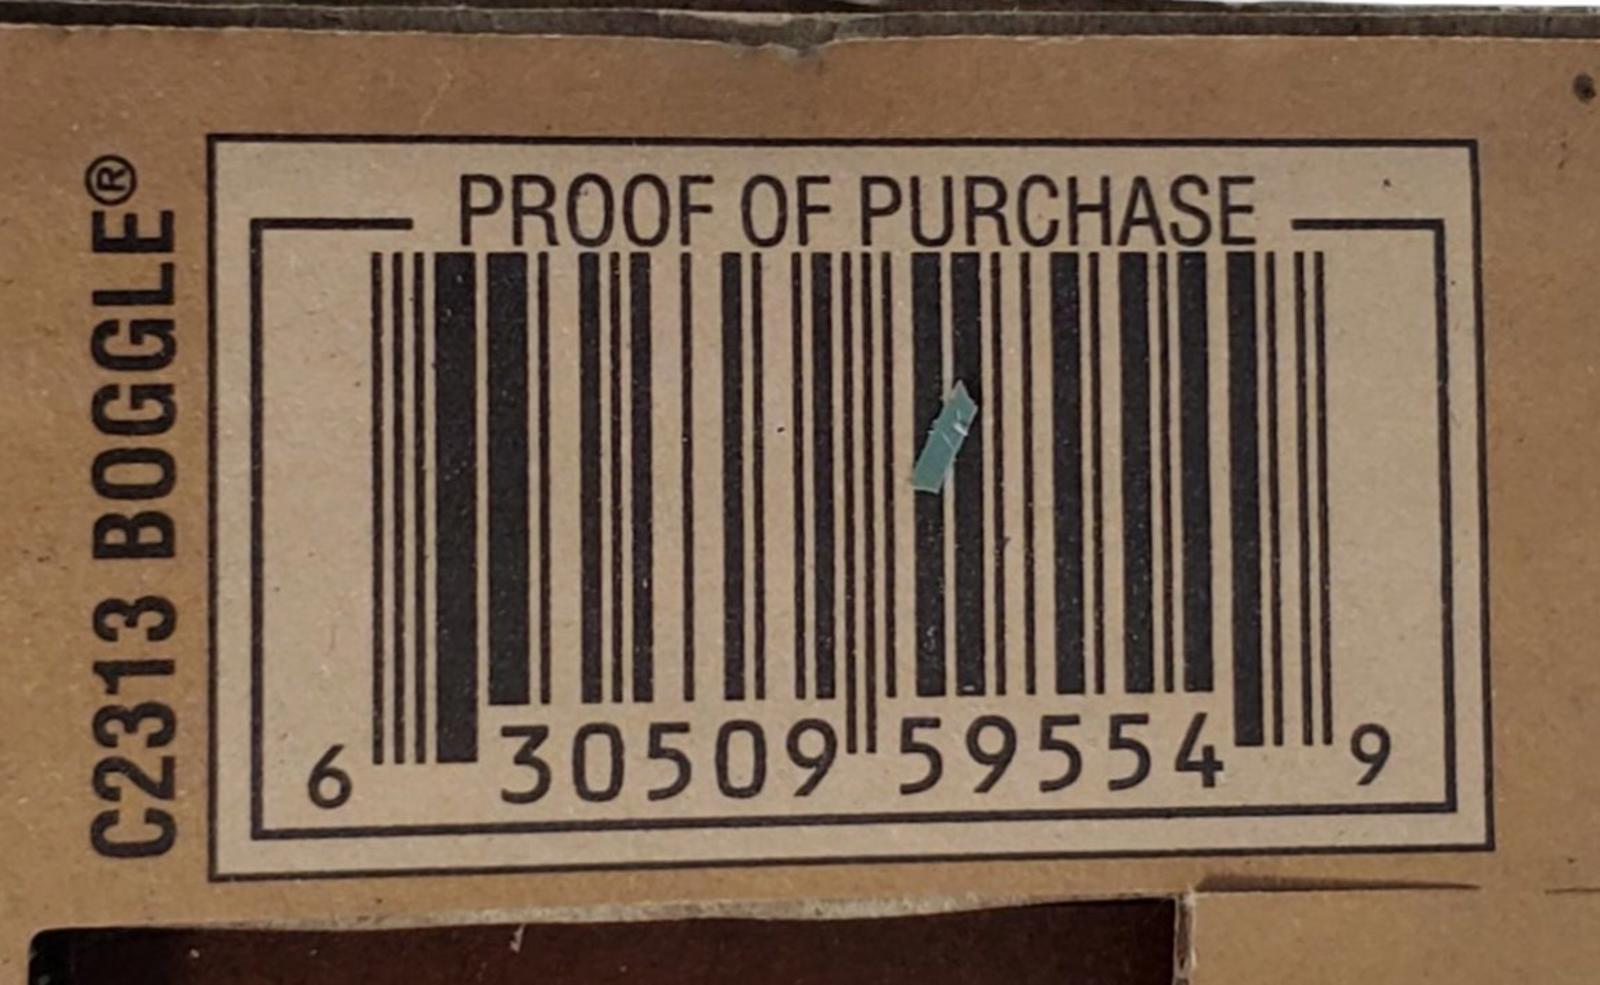 C2313 BOGGLE®
PROOF OF PURCHASE
6 30509 59554 9